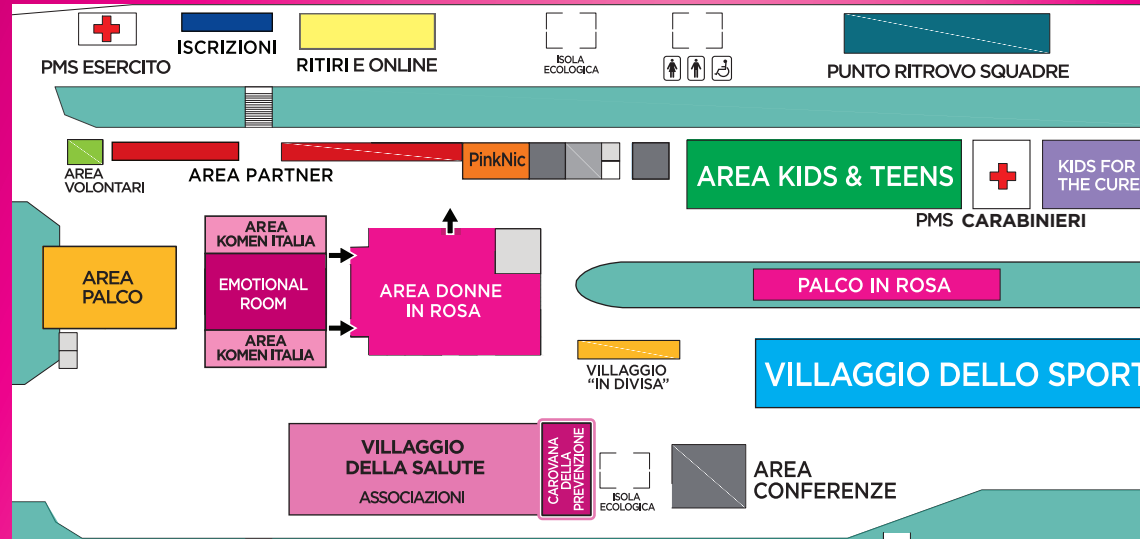 PMS ESERCITO
ISCRIZIONI
RITIRI E ONLINE
ISOLA
ECOLOGICA
PUNTO RITROVO SQUADRE
AREA
VOLONTARI
AREA PARTNER
PinkNic
AREA KIDS & TEENS
PMS CARABINIERI
KIDS FOR
THE CURE
AREA
PALCO
AREA
KOMEN ITALIA
EMOTIONAL
ROOM
AREA
KOMEN ITALIA
AREA DONNE
IN ROSA
PALCO IN ROSA
VILLAGGIO
“IN DIVISA”
VILLAGGIO DELLO SPORT
VILLAGGIO
DELLA SALUTE
ASSOCIAZIONI
CAROVANA
DELLA
PREVENZIONE
ISOLA
ECOLOGICA
AREA
CONFERENZE